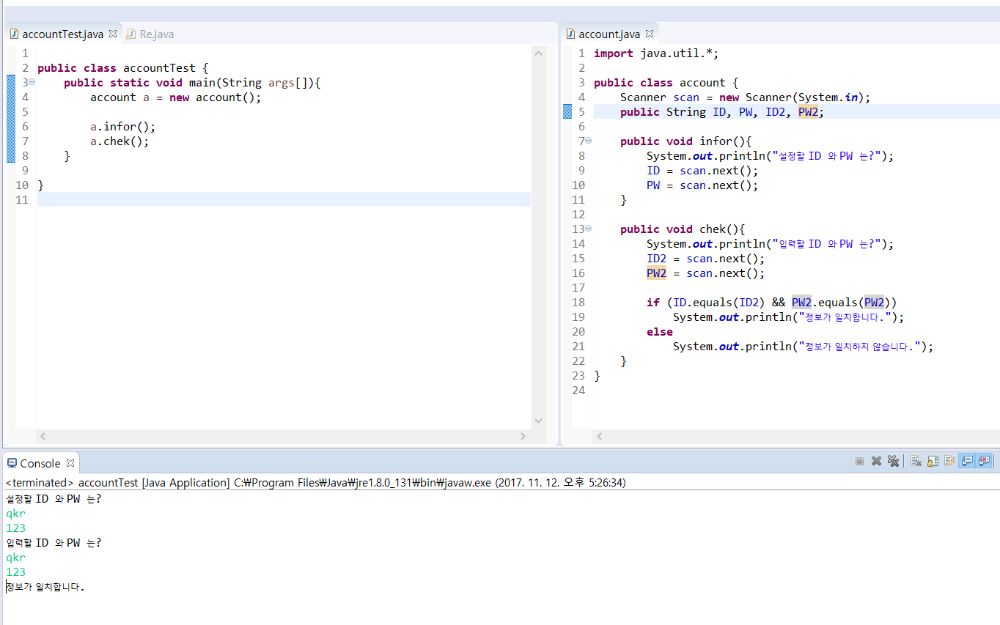 accountTest.java
Re.java
1
2 public class accountTest {
3 public static void main(String args[]){
4 account a = new account();
5
6 a.infor();
7 a.chek();
8 }
9
10 }
11
account.java
1 import java.util.*;
2
3 public class account {
4 Scanner scan = new Scanner(System.in);
5 public String ID, PW, ID2, PW2;
6
7 public void infor(){
8 System.out.println("설정할 ID 와 PW 는?");
9 ID = scan.next();
10 PW = scan.next();
11 }
12
13 public void chek(){
14 System.out.println("입력할 ID 와 PW 는?");
15 ID2 = scan.next();
16 PW2 = scan.next();
17
18 if (ID.equals(ID2) && PW2.equals(PW2))
19 System.out.println("정보가 일치합니다.");
20 else
21 System.out.println("정보가 일치하지 않습니다.");
22 }
23 }
24
Console
<terminated> accountTest [Java Application] C:₩Program Files₩Java₩jre1.8.0_131₩bin₩javaw.exe (2017. 11. 12. 오후 5:26:34)
설정할 ID 와 PW 는?
qkr
123
입력할 ID 와 PW 는?
qkr
123
정보가 일치합니다.